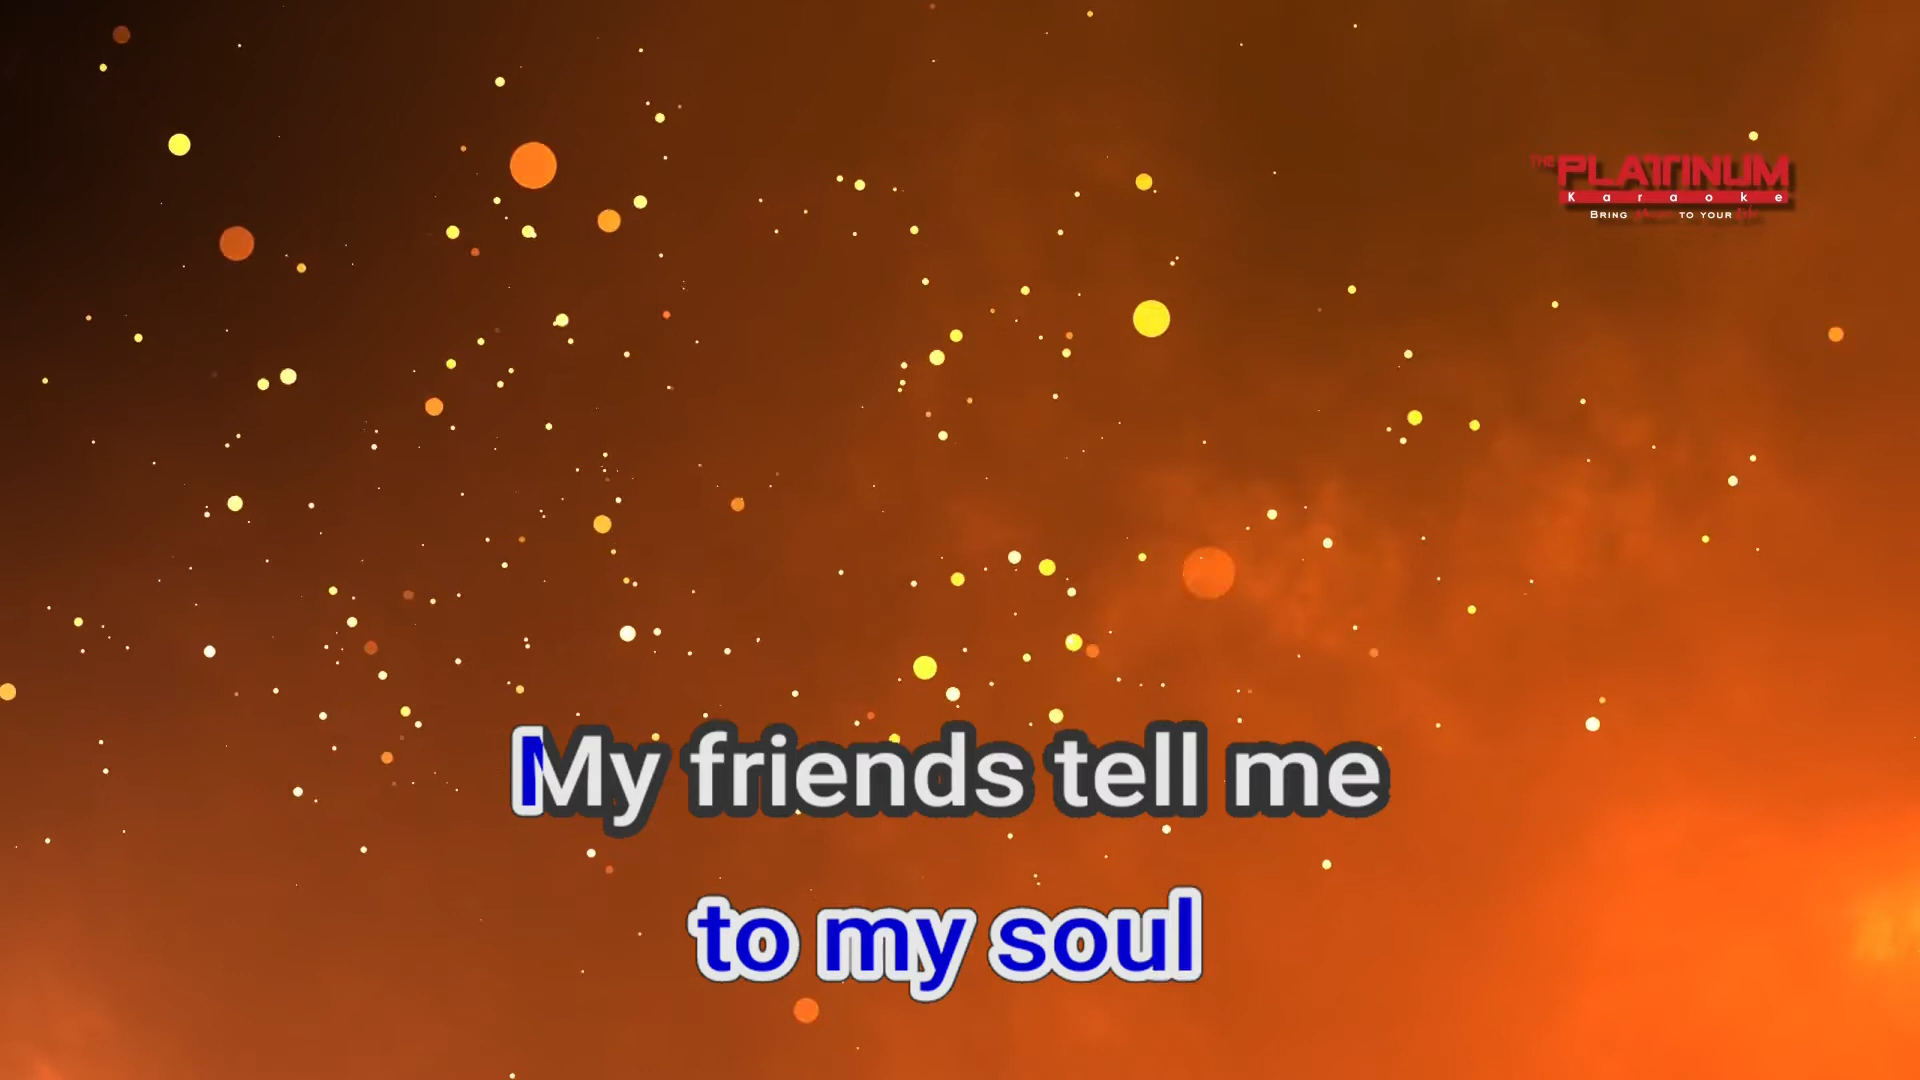 THE PLATINUM
Karaoke
BRING TO YOUR
My friends tell me
to my soul